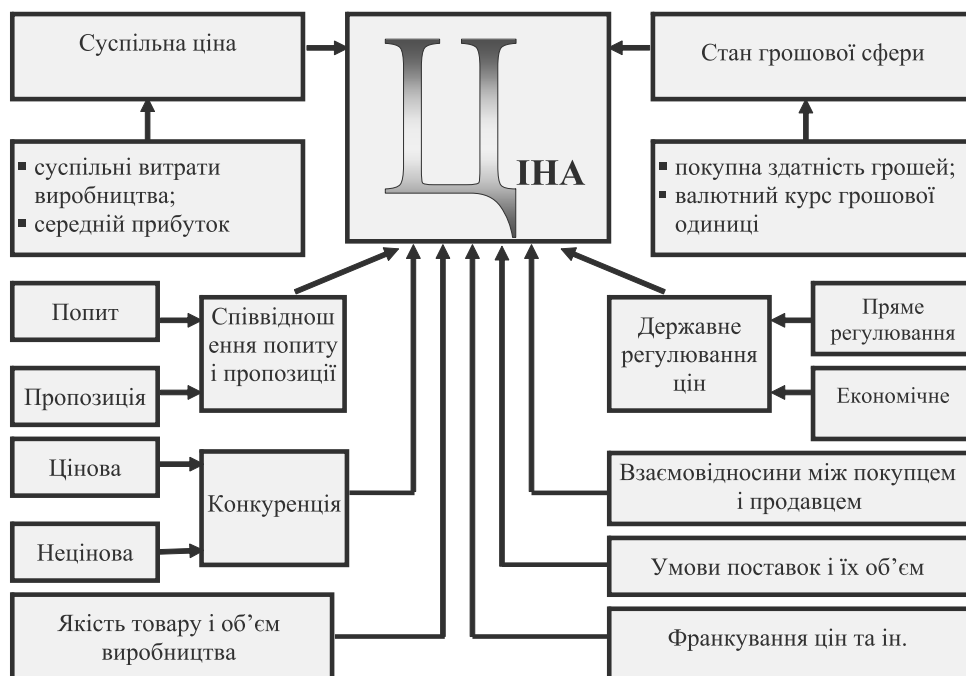 Суспільна ціна
ЦІНА
Стан грошової сфери
▪ суспільні витрати
виробництва;
▪ середній прибуток
▪ покупна здатність грошей;
▪ валютний курс грошової
одиниці
Попит
Пропозиція
Співвіднош
ення попиту
і пропозиції
Державне
регулювання
цін
Пряме
регулювання
Економічне
Цінова
Нецінова
Конкуренція
Взаємовідносини між покупцем
і продавцем
Умови поставок і їх об’єм
Якість товару і об’єм
виробництва
Франкування цін та ін.